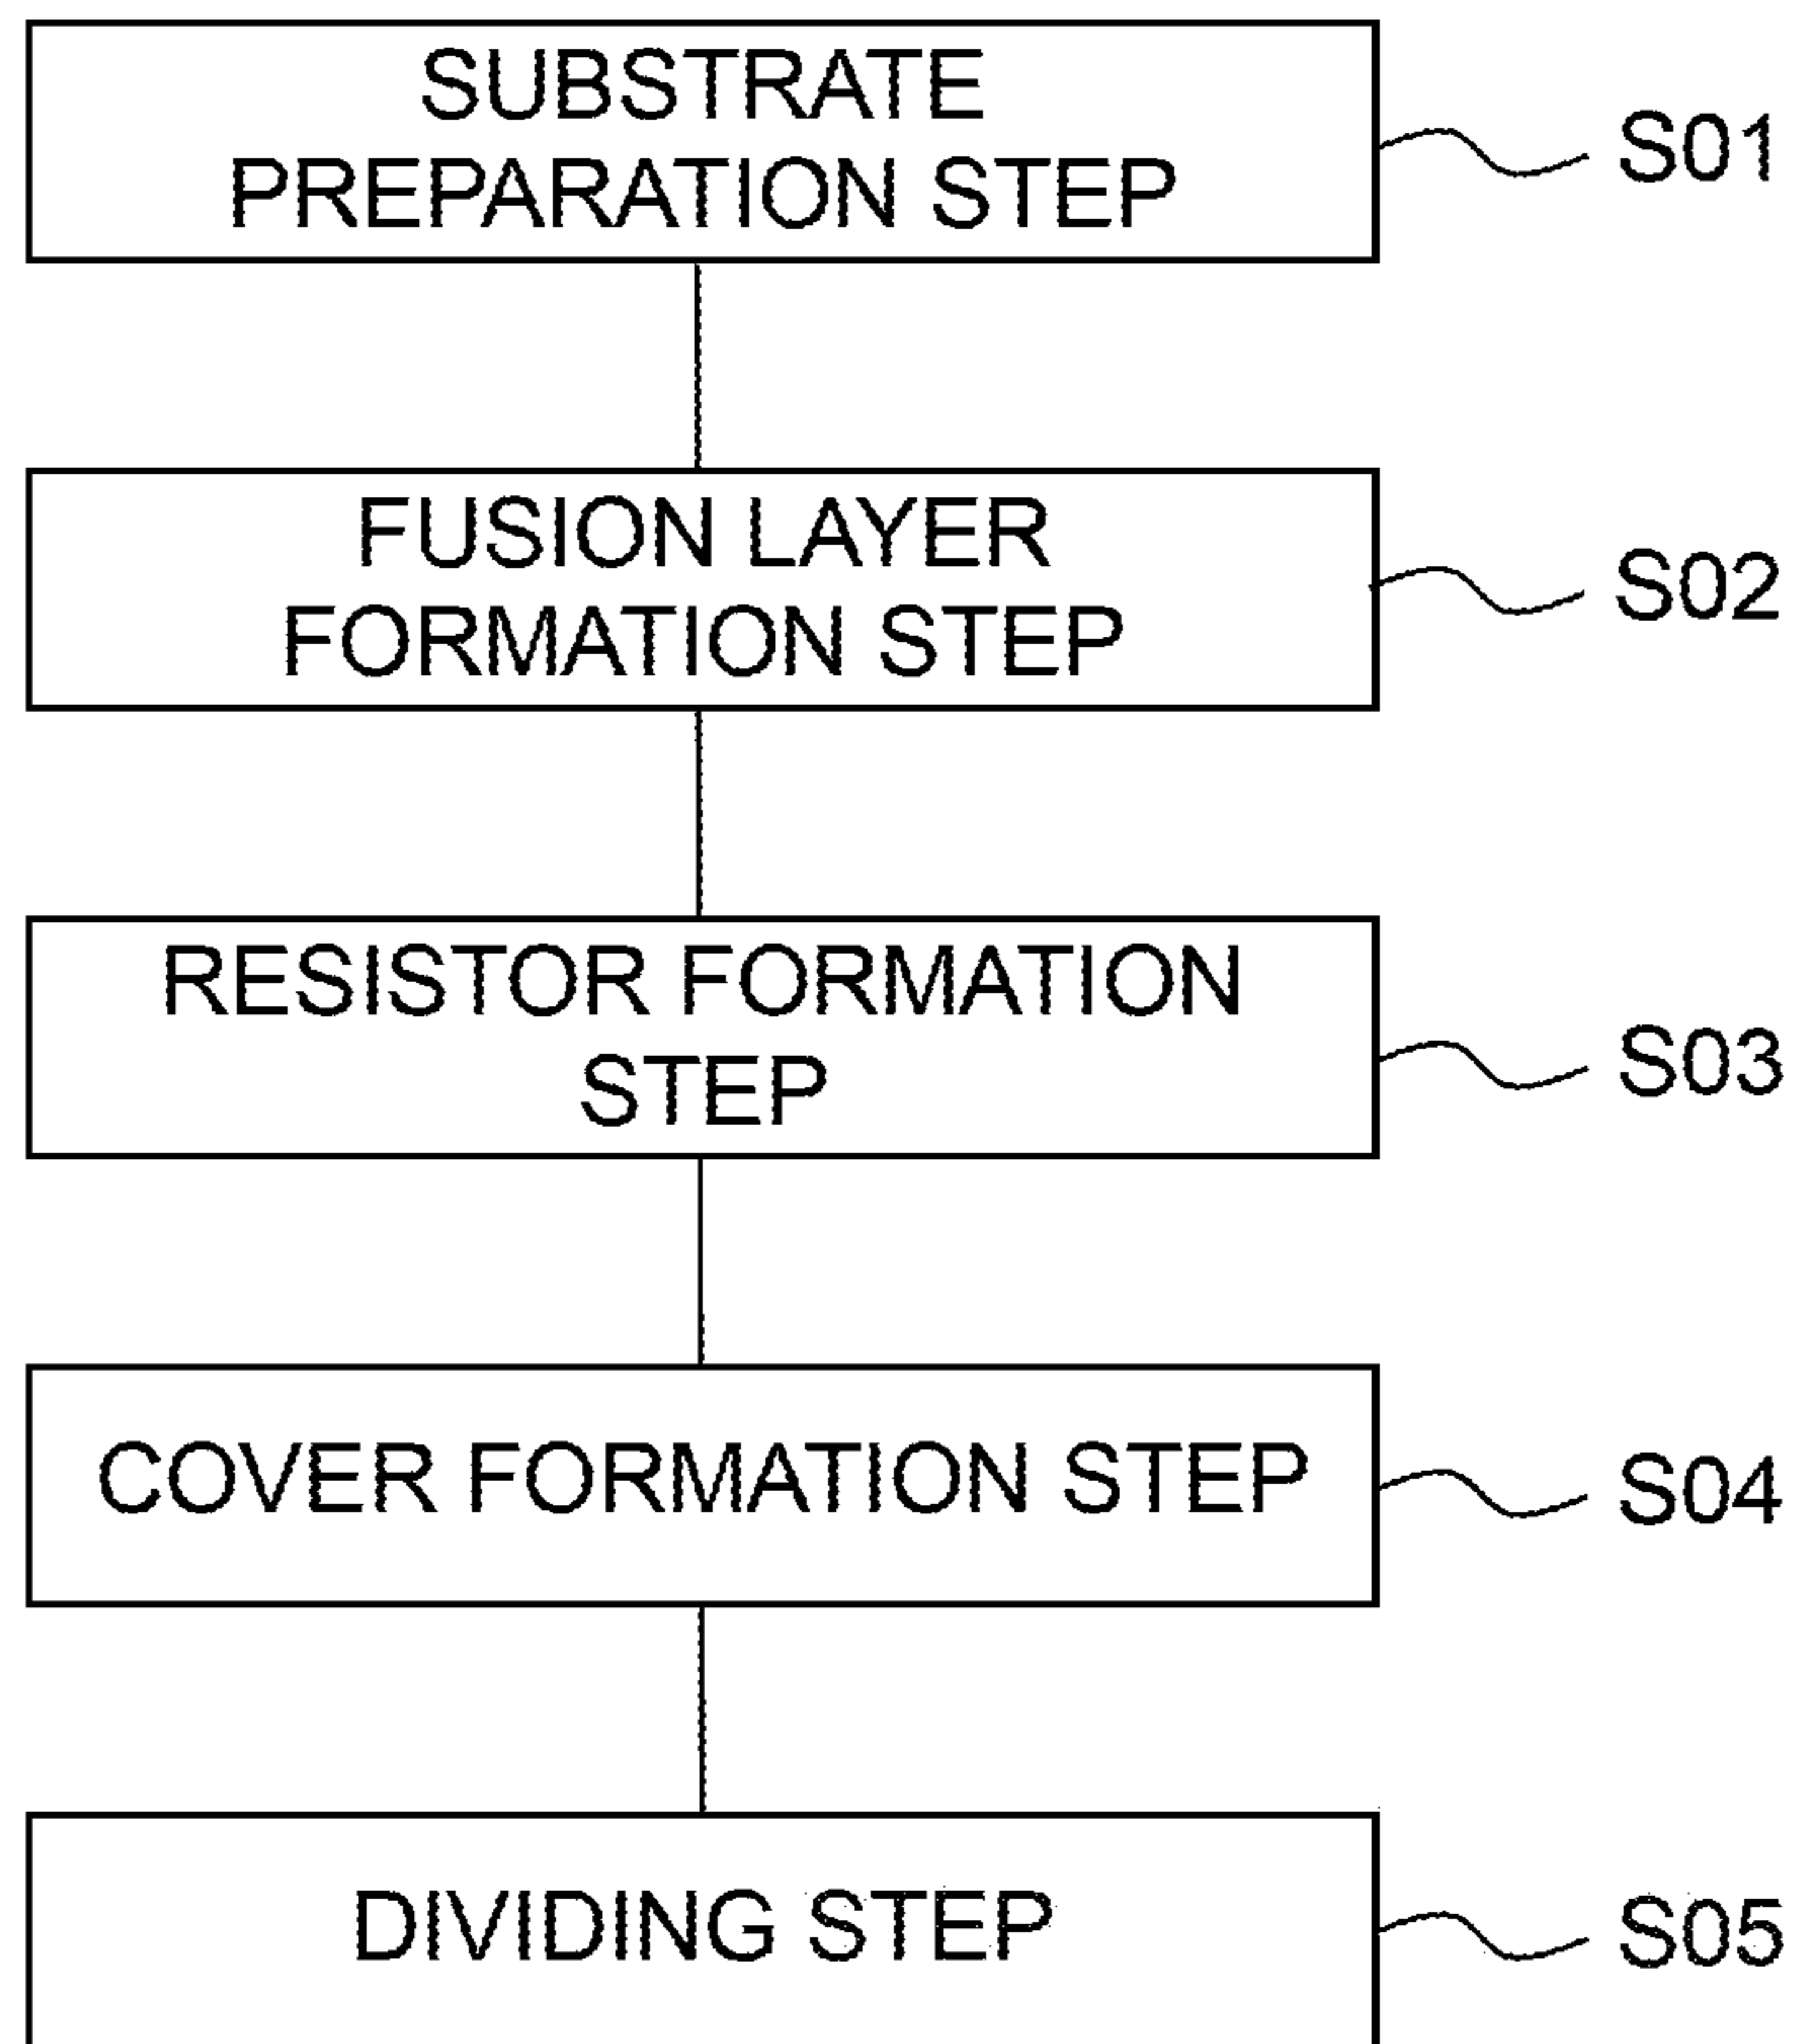 SUBSTRATE
PREPARATION STEP
S01
FUSION LAYER
FORMATION STEP
S02
RESISTOR FORMATION
STEP
S03
COVER FORMATION STEP
S04
DIVIDING STEP
S05